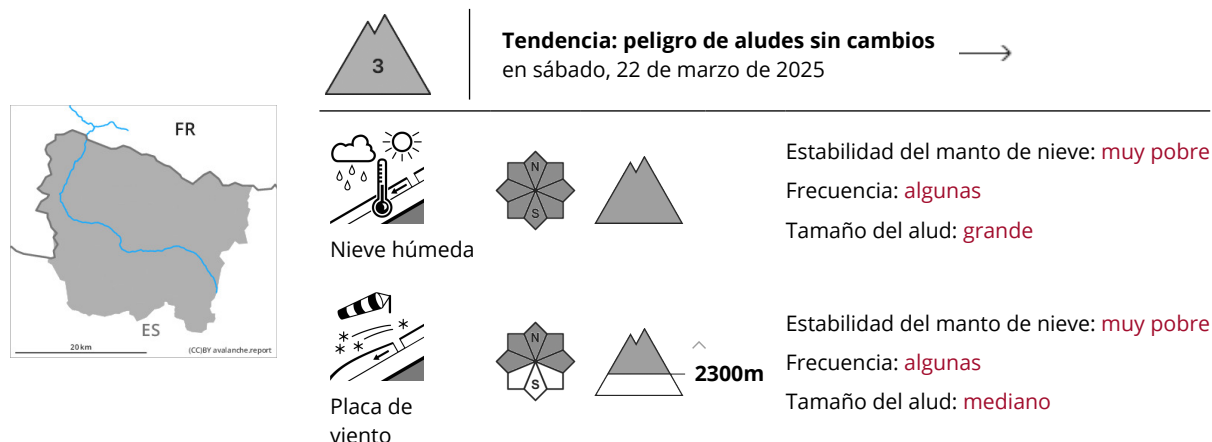 3
Tendencia: peligro de aludes sin cambios
en sábado, 22 de marzo de 2025
FR
ES
20 km
(CC)BY avalanche.report
Nieve húmeda
N
S
Estabilidad del manto de nieve: muy pobre
Frecuencia: algunas
Tamaño del alud: grande
Placa de
viento
N
S
2300m
Estabilidad del manto de nieve: muy pobre
Frecuencia: algunas
Tamaño del alud: mediano